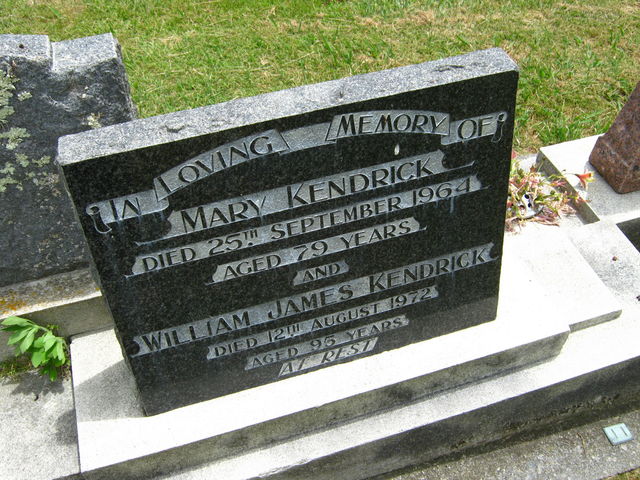 IN LOVING MEMORY OF
MARY KENDRICK
DIED 25TH SEPTEMBER 1964
AGED 79 YEARS
AND
WILLIAM JAMES KENDRICK
DIED 12TH AUGUST 1972
AGED 95 YEARS
AT REST